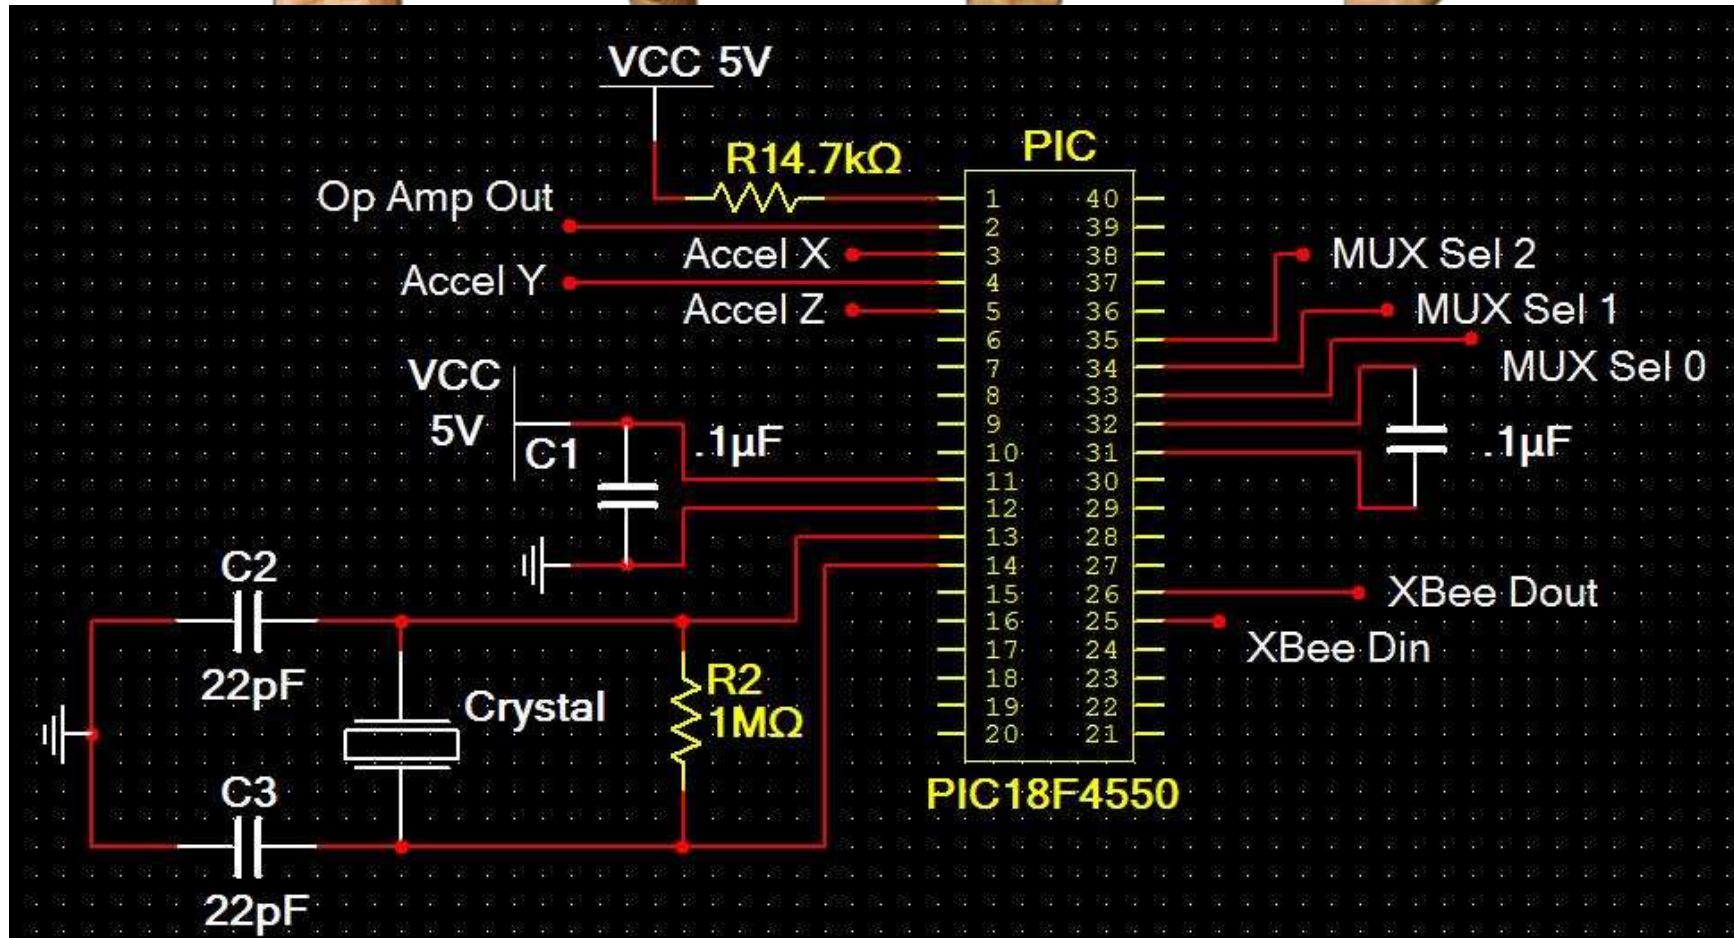 VCC 5V
PIC
R14.7kΩ
Op Amp Out
1 40
2 39
Accel X 3 38 MUX Sel 2
Accel Y 4 37
Accel Z 5 36 MUX Sel 1
6 35
7 34 MUX Sel 0
VCC
8 33
9 32
5V
C1 .1µF 10 31 .1µF
11 30
12 29
13 28
C2 14 27
15 26 XBee Dout
16 25
17 24 XBee Din
22pF R2 18 23
Crystal 1MΩ 19 22
20 21
C3 PIC18F4550
22pF